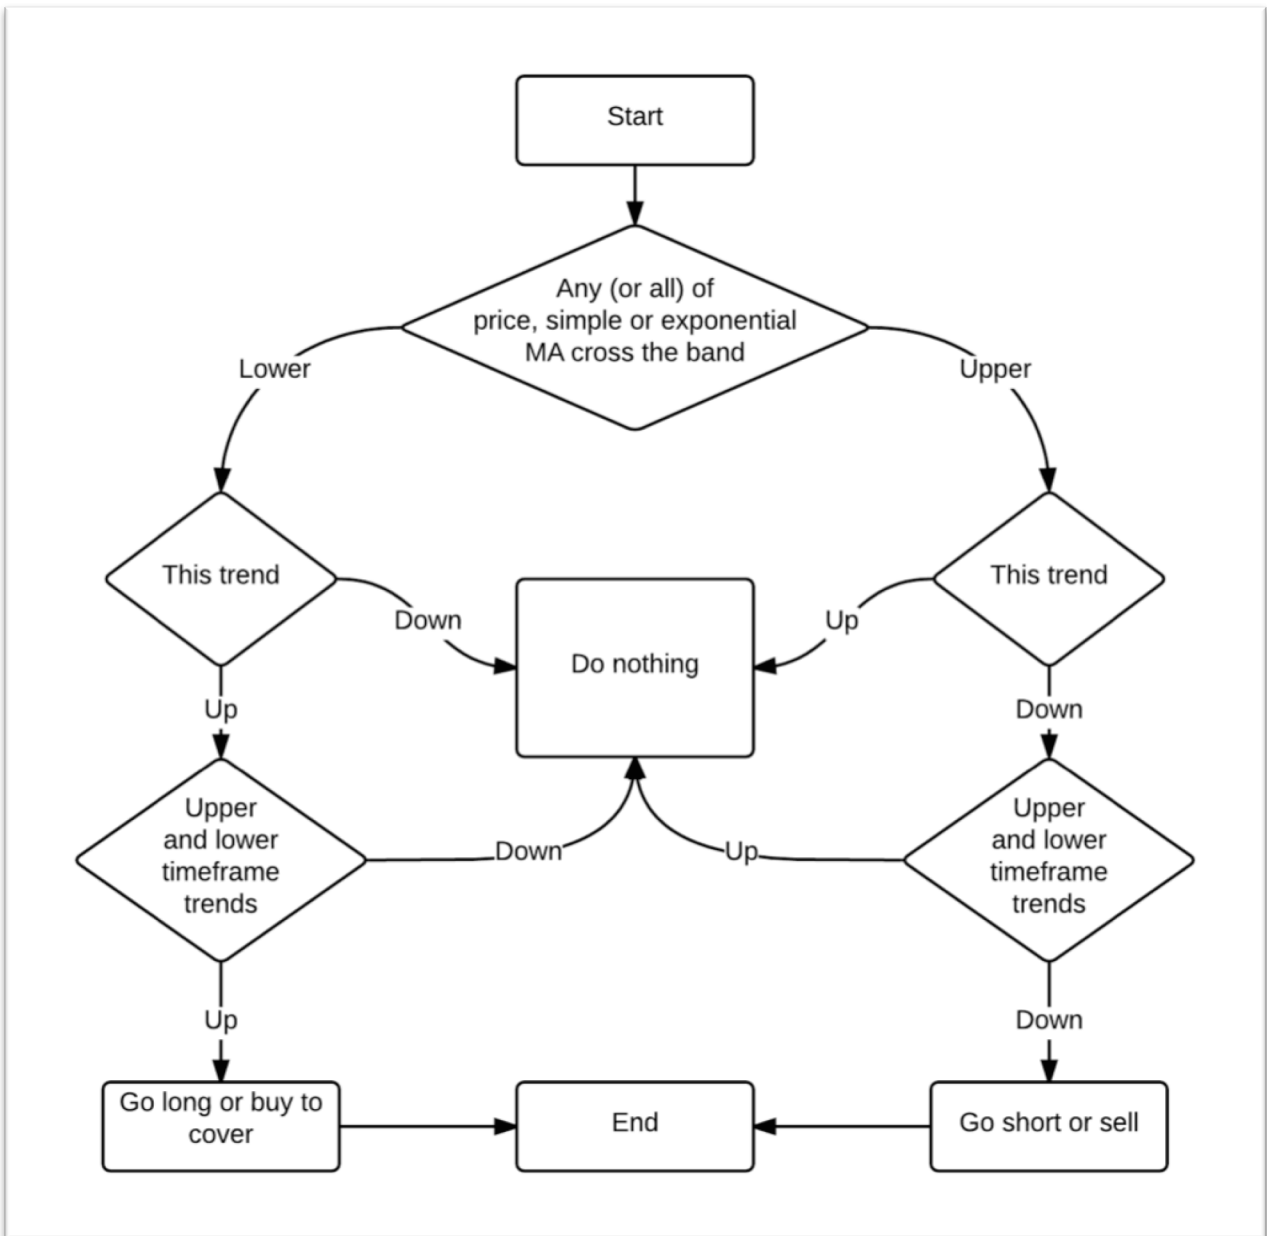 Start
Any (or all) of
price, simple or exponential
MA cross the band
Lower
Upper
This trend
This trend
Down
Up
Do nothing
Up
Down
Upper
and lower
timeframe
trends
Upper
and lower
timeframe
trends
Down
Up
Up
Down
Go long or buy to
cover
End
Go short or sell